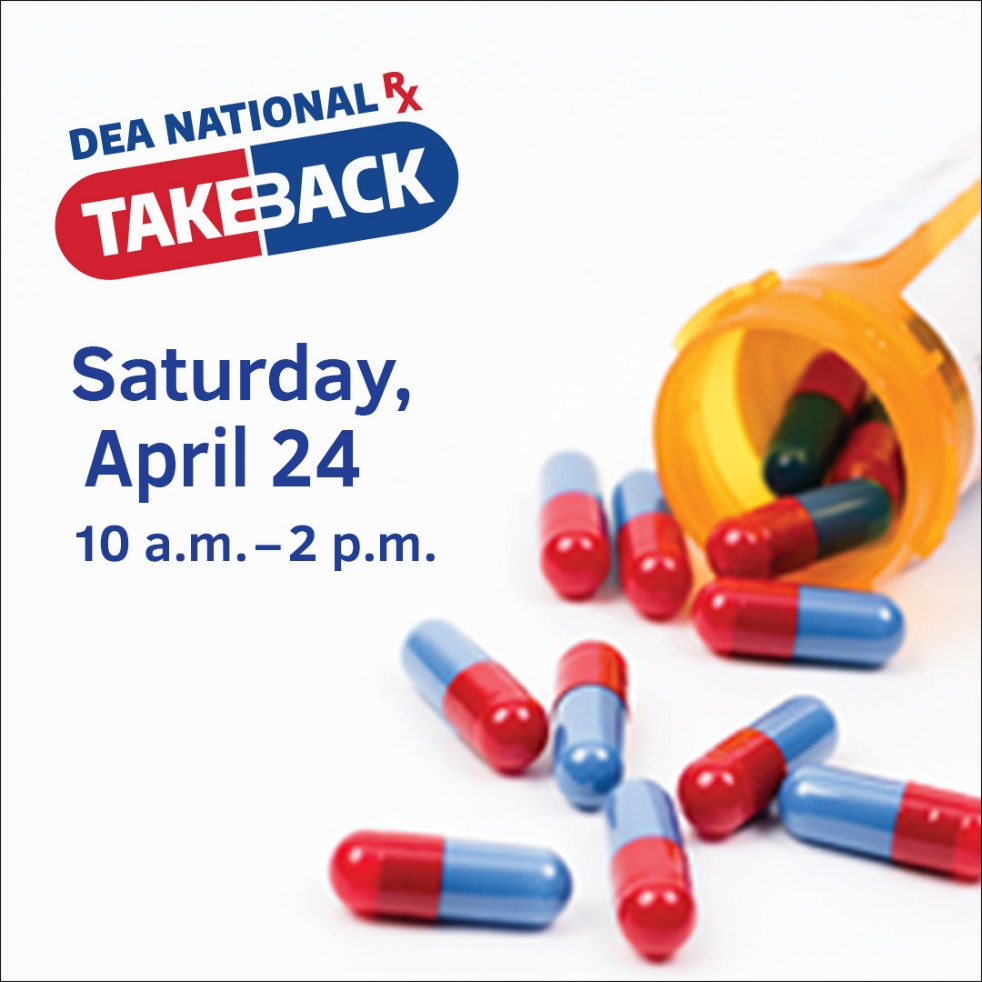 DEA NATIONAL Rx
TAKEBACK
Saturday,
April 24
10 a.m.–2 p.m.